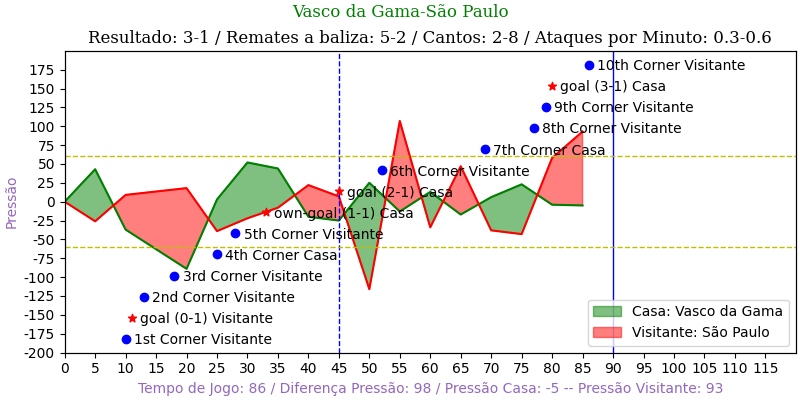 Vasco da Gama-São Paulo
Resultado: 3-1 / Remates a baliza: 5-2 / Cantos: 2-8 / Ataques por Minuto: 0.3-0.6
Pressão
175
150
125
100
75
50
25
0
-25
-50
-75
-100
-125
-150
-175
-200
10th Corner Visitante
goal (3-1) Casa
9th Corner Visitante
8th Corner Visitante
7th Corner Casa
6th Corner Visitante
goal (2-1) Casa
own-goal (1-1) Casa
5th Corner Visitante
4th Corner Casa
3rd Corner Visitante
2nd Corner Visitante
goal (0-1) Visitante
1st Corner Visitante
Casa: Vasco da Gama
Visitante: São Paulo
0 5 10 15 20 25 30 35 40 45 50 55 60 65 70 75 80 85 90 95 100 105 110 115
Tempo de Jogo: 86 / Diferença Pressão: 98 / Pressão Casa: -5 -- Pressão Visitante: 93